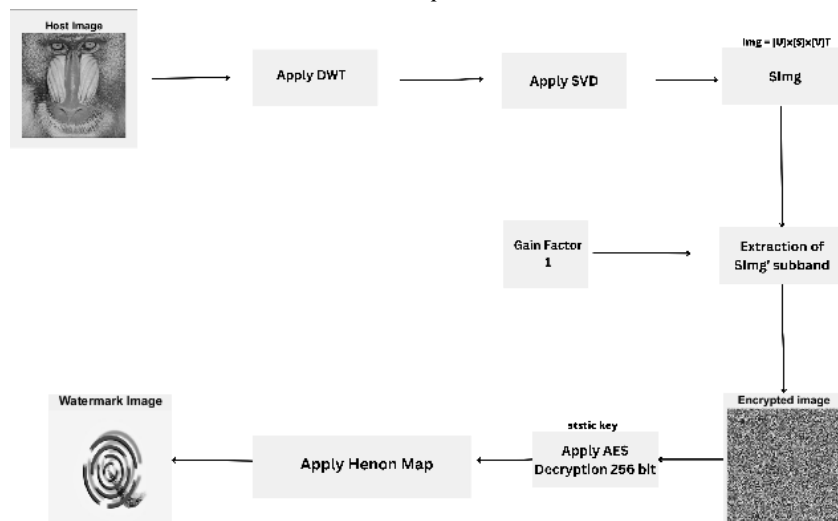 Host Image
Apply DWT
Apply SVD
Img = [U]x[S]x[V]T
SImg
Gain Factor
1
Extraction of
SImg' subband
Watermark Image
Apply Henon Map
ststic key
Apply AES
Decryption 256 bit
Encrypted image